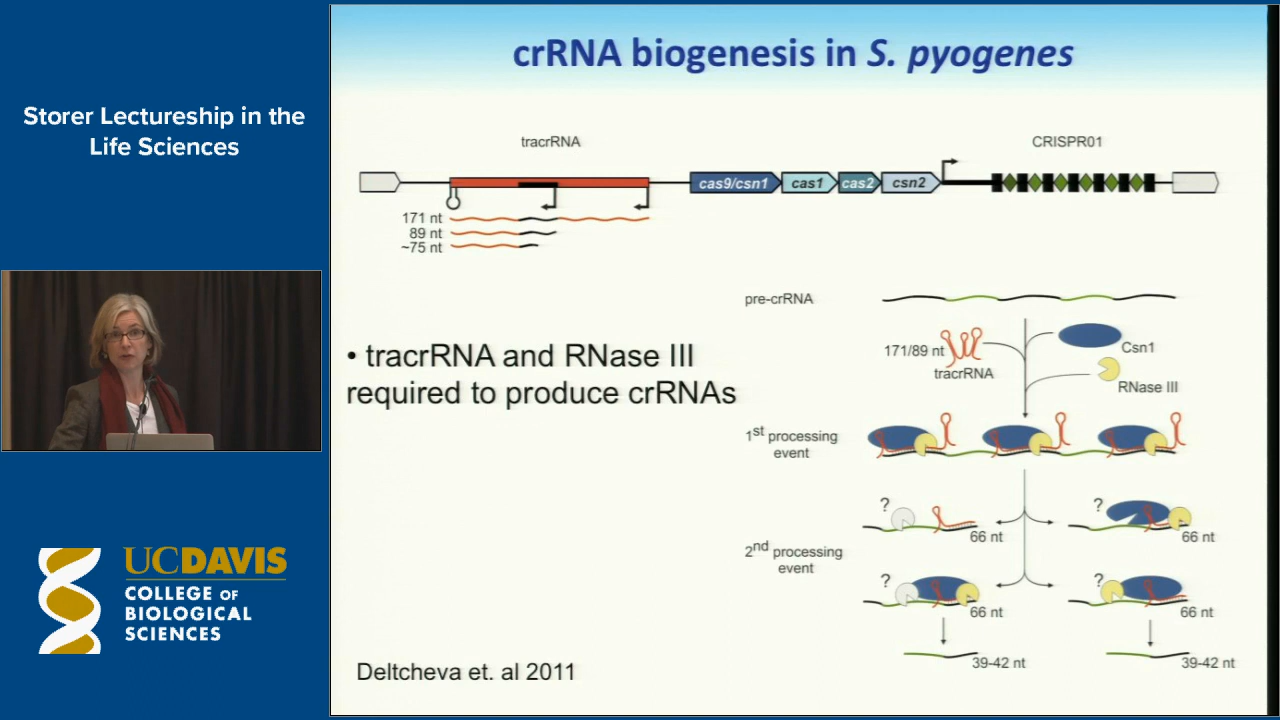 Storer Lectureship in the
Life Sciences
UCDAVIS
COLLEGE OF
BIOLOGICAL
SCIENCES
crRNA biogenesis in S. pyogenes
tracrRNA
CRISPR01
cas9/csn1
cas1
cas2
csn2
171 nt
89 nt
~75 nt
pre-crRNA
171/89 nt
tracrRNA
Csn1
RNase III
• tracrRNA and RNase III
required to produce crRNAs
1st processing
event
?
66 nt
?
66 nt
2nd processing
event
?
66 nt
?
66 nt
39-42 nt
39-42 nt
Deltcheva et. al 2011